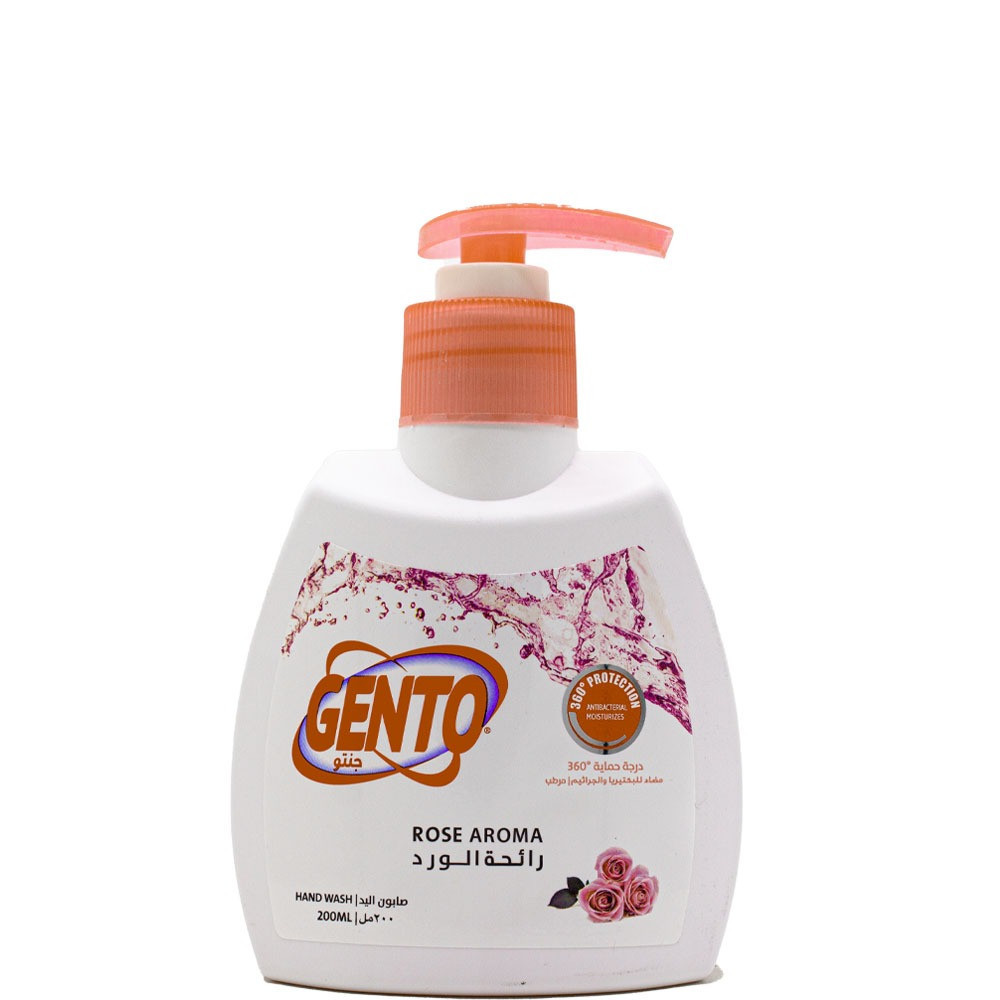 GENTO®
جنتو
360° PROTECTION
ANTIBACTERIAL
MOISTURIZES
360° درجة حماية
مضاد للبكتيريا والجراثيم | مرطب
ROSE AROMA
رائحة الورد
HAND WASH | صابون اليد
200ML | ٢٠٠مل